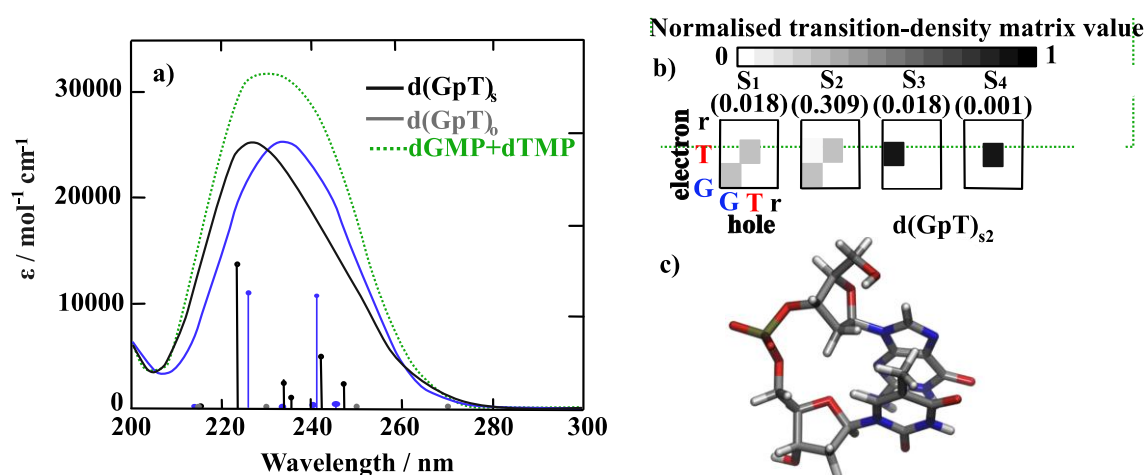 a)
d(GpT)s
d(GpT)o
dGMP+dTMP
30000
20000
10000
0
ε / mol-1 cm-1
200 220 240 260 280 300
Wavelength / nm
Normalised transition-density matrix value
b) 0 1
S1 S2 S3 S4
(0.018) (0.309) (0.018) (0.001)
electron
r
T
G
G T r
hole
d(GpT)s2
c)